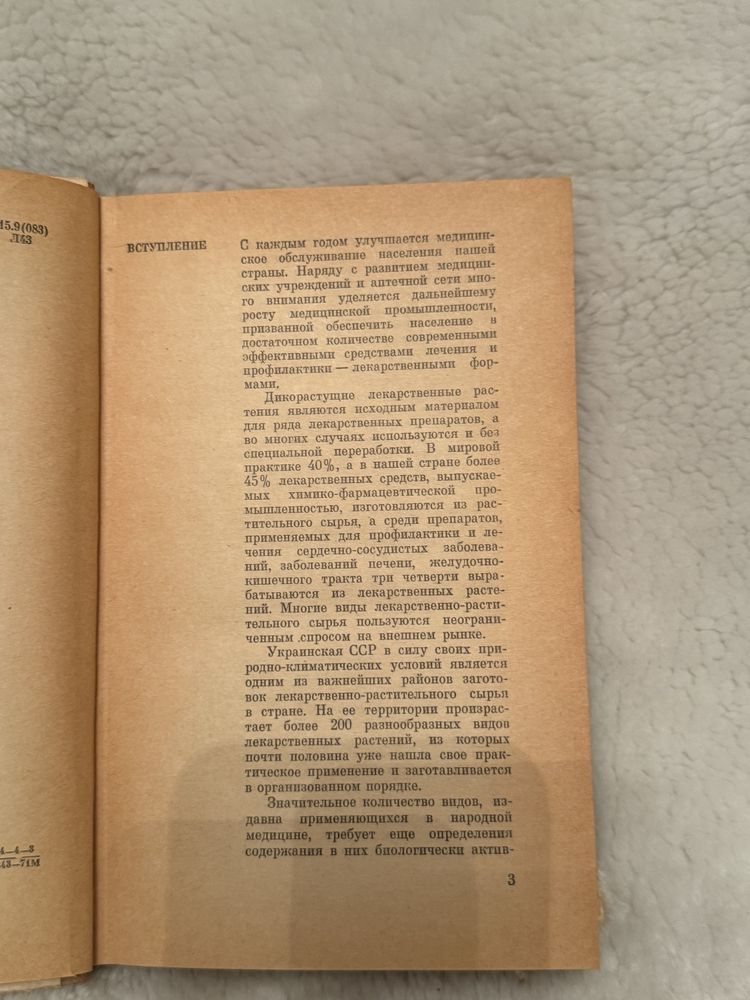 15.9(083)
Л43
4—4—3
43—71М
ВСТУПЛЕНИЕ
С каждым годом улучшается медицин-
ское обслуживание населения нашей
страны. Наряду с развитием медицин-
ских учреждений и аптечной сети мно-
го внимания уделяется дальнейшему
росту медицинской промышленности,
призванной обеспечить население в
достаточном количестве современными
эффективными средствами лечения и
профилактики — лекарственными фор-
мами.
Дикорастущие лекарственные рас-
тения являются исходным материалом
для ряда лекарственных препаратов, а
во многих случаях используются и без
специальной переработки. В мировой
практике 40%, а в нашей стране более
45% лекарственных средств, выпускае-
мых химико-фармацевтической про-
мышленностью, изготовляются из рас-
тительного сырья, а среди препаратов,
применяемых для профилактики и ле-
чения сердечно-сосудистых заболева-
ний, заболеваний печени, желудочно-
кишечного тракта три четверти выра-
батываются из лекарственных расте-
ний. Многие виды лекарственно-расти-
тельного сырья пользуются неограни-
ченным спросом на внешнем рынке.
Украинская ССР в силу своих при-
родно-климатических условий является
одним из важнейших районов загото-
вок лекарственно-растительного сырья
в стране. На ее территории произрас-
тает более 200 разнообразных видов
лекарственных растений, из которых
почти половина уже нашла свое прак-
тическое применение и заготавливается
в организованном порядке.
Значительное количество видов, из-
давна применяющихся в народной
медицине, требует еще определения
содержания в них биологически актив-
3